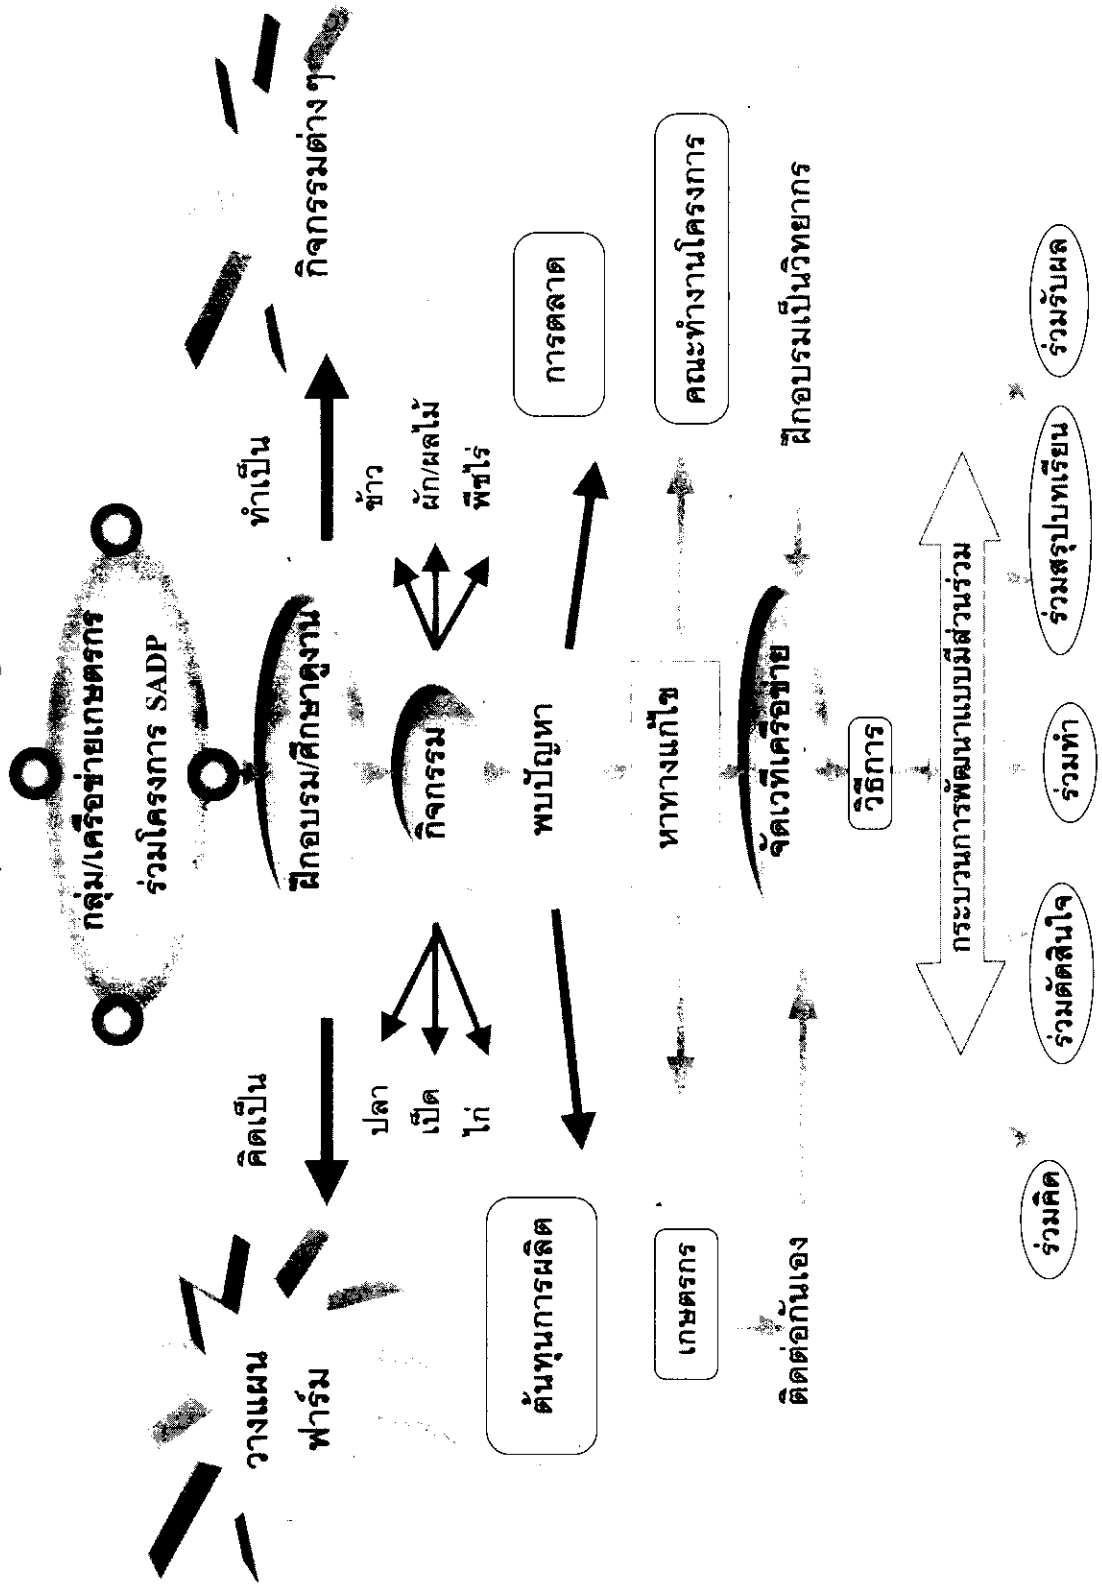 กลุ่ม/เครือข่ายเกษตรกร
ร่วมโครงการ SADP
คิดเป็น
ทำเป็น
วางแผน
ฟาร์ม
ฝึกอบรม/ศึกษาดูงาน
กิจกรรมต่าง ๆ
ปลา
เป็ด
ไก่
กิจกรรม
ข้าว
ผัก/ผลไม้
พืชไร่
ต้นทุนการผลิต
พบปัญหา
การตลาด
เกษตรกร
หาทางแก้ไข
คณะทำงานโครงการ
ติดต่อกันเอง
จัดเวทีเครือข่าย
ฝึกอบรมเป็นวิทยากร
วิธีการ
กระบวนการพัฒนาแบบมีส่วนร่วม
ร่วมคิด
ร่วมตัดสินใจ
ร่วมทำ
ร่วมสรุปบทเรียน
ร่วมรับผล